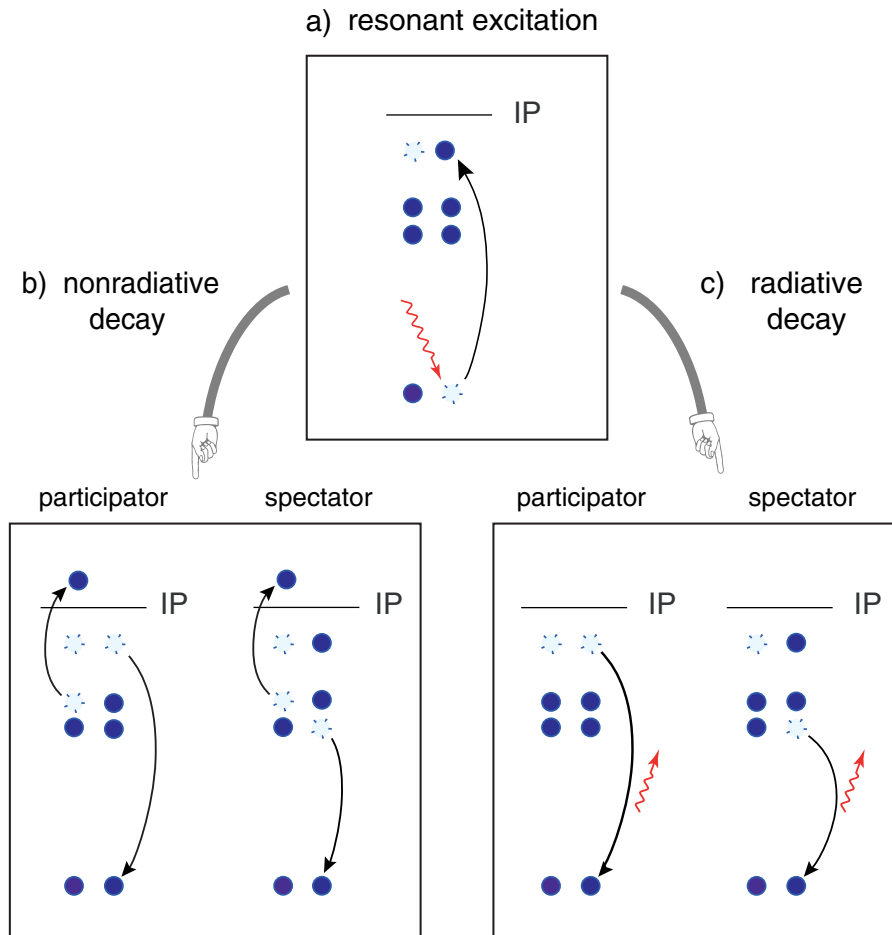 a) resonant excitation
IP
b) nonradiative
decay
c) radiative
decay
participator
spectator
participator
spectator
IP
IP
IP
IP